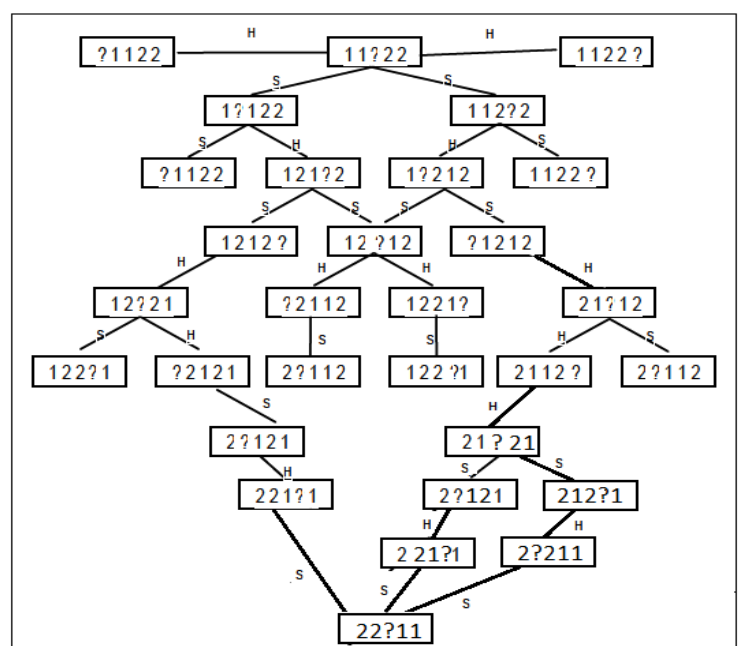 H H
?1122 11?22 1122?
S S
1?122 112?2
S H H S
?1122 121?2 1?212 1122?
S S S S
1212? 12?12 ?1212
H H H H
12?21 ?2112 1221? 21?12
S H S S H S
122?1 ?2121 2?112 122?1 2112? 2?112
S H
2?121 21?21
H S S
221?1 2?121 212?1
H H
221?1 2?211
S S S
22?11